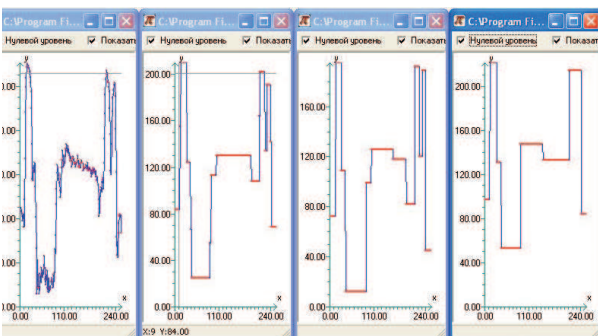 C:\Program Fi...
Нулевой уровень Показат
y
x
0.00 110.00 240.00
C:\Program Fi...
Нулевой уровень Показат
y
200.00
160.00
120.00
80.00
40.00
0.00
x
0.00 110.00 240.00
X:9 Y:84.00
C:\Program Fi...
Нулевой уровень Показат
y
160.00
120.00
80.00
40.00
0.00
x
0.00 110.00 240.00
C:\Program Fi...
Нулевой уровень Показат
y
200.00
160.00
120.00
80.00
40.00
0.00
x
0.00 110.00 240.00